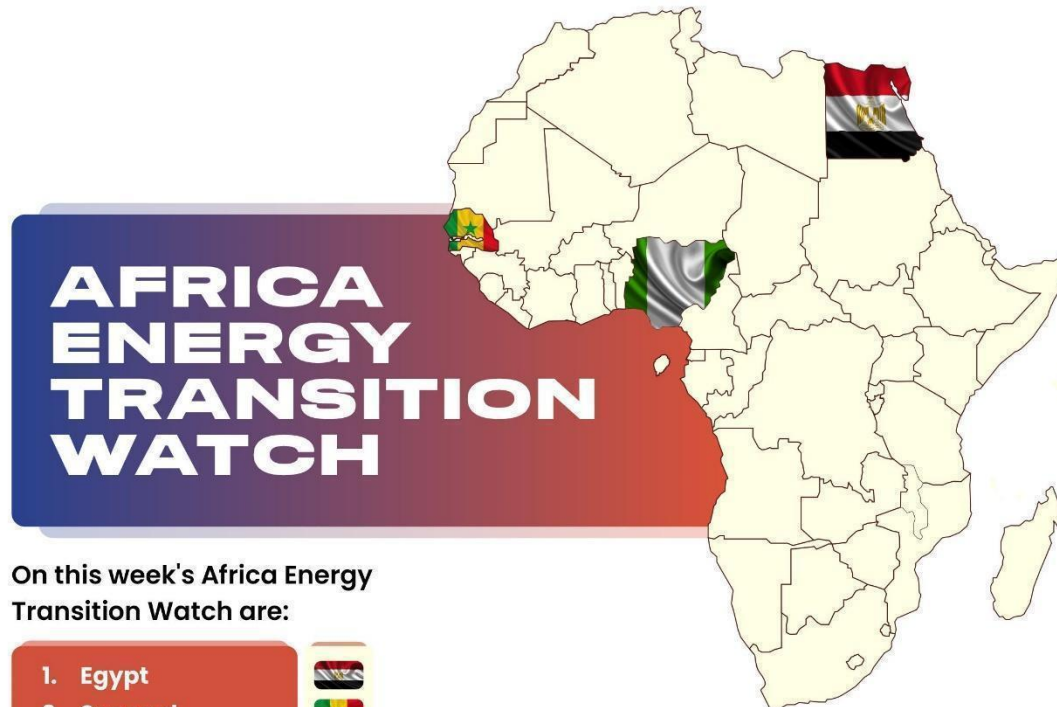 AFRICA
ENERGY
TRANSITION
WATCH
On this week's Africa Energy
Transition Watch are:
1. Egypt